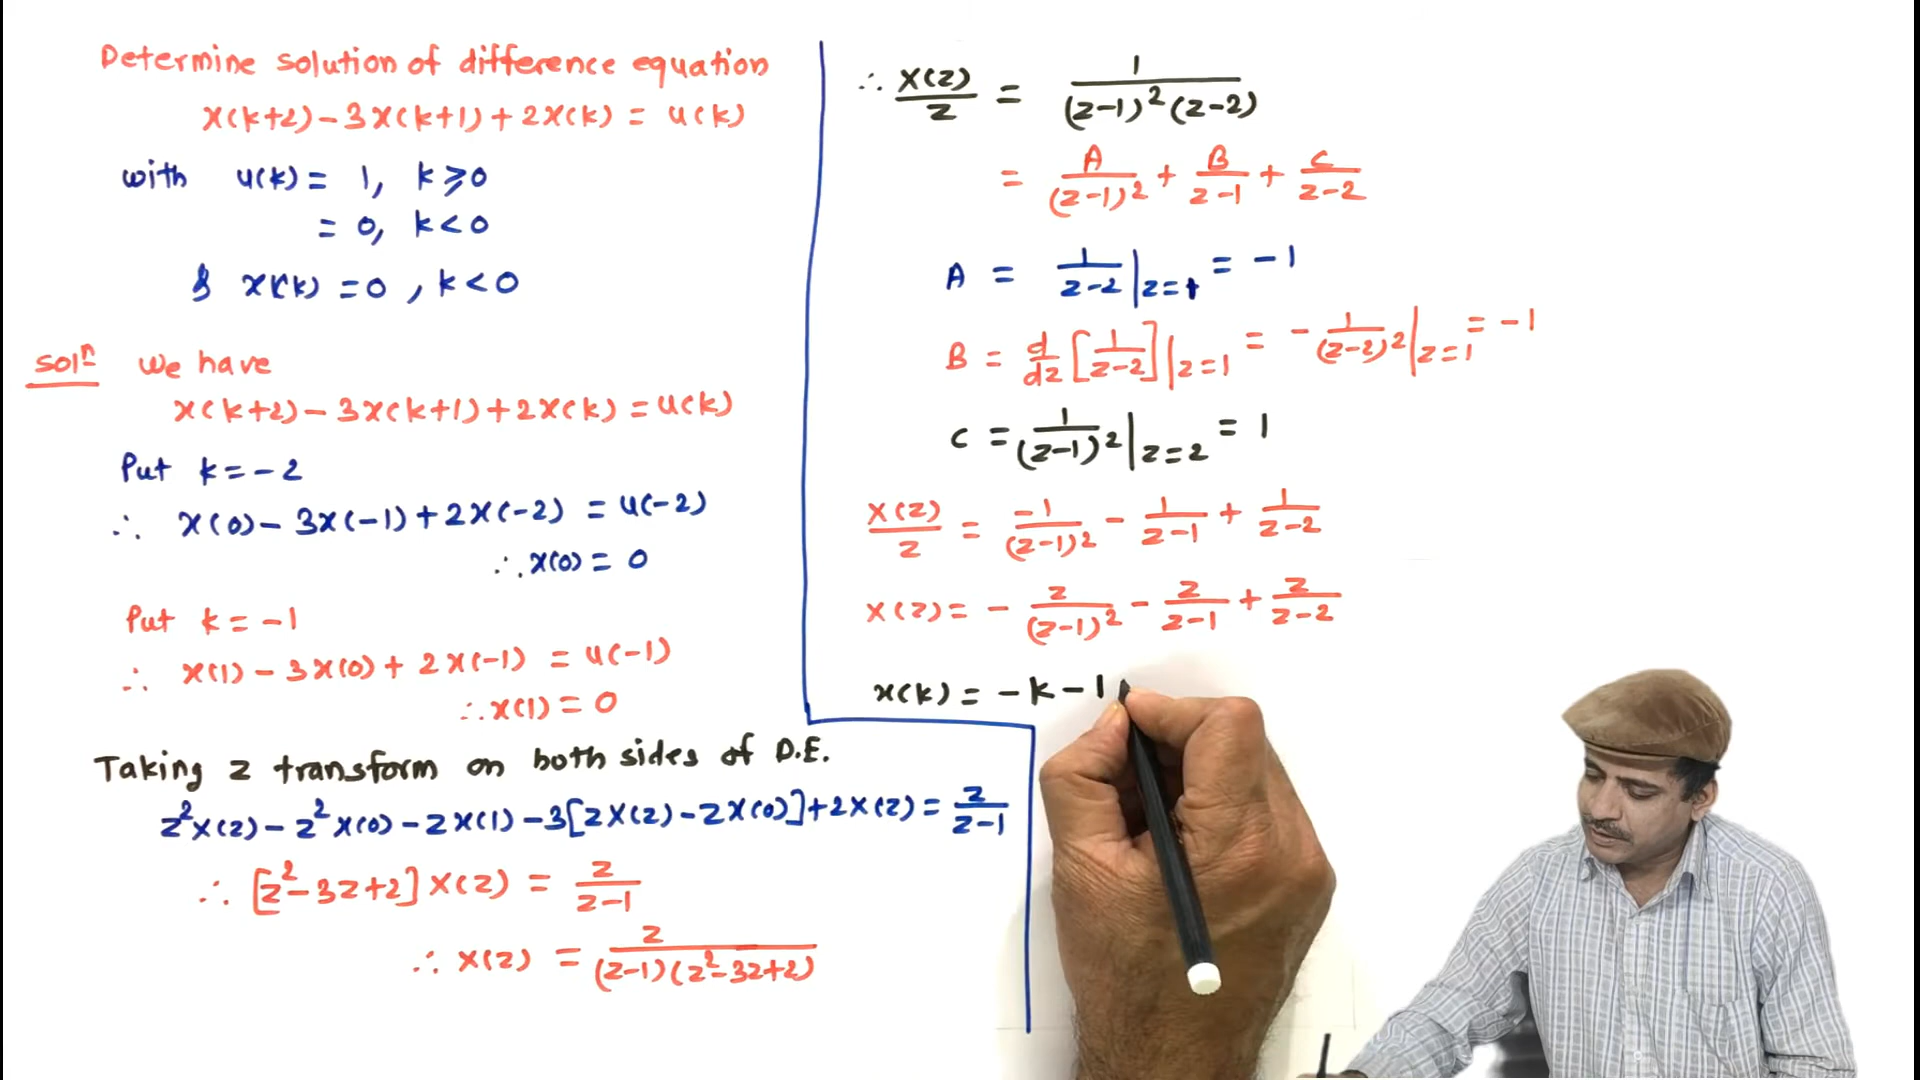 Determine solution of difference equation
x(k+2) - 3x(k+1) + 2x(k) = u(k)
with u(k) = 1, k ≥ 0
= 0, k < 0
& x(k) = 0, k < 0
Solⁿ We have
x(k+2) - 3x(k+1) + 2x(k) = u(k)
Put k = -2
∴ x(0) - 3x(-1) + 2x(-2) = u(-2)
∴ x(0) = 0
Put k = -1
∴ x(1) - 3x(0) + 2x(-1) = u(-1)
∴ x(1) = 0
Taking z transform on both sides of D.E.
z²X(z) - z²x(0) - zx(1) - 3[zX(z) - zx(0)] + 2X(z) = z/(z-1)
∴ [z² - 3z + 2] X(z) = z/(z-1)
∴ X(z) = z/((z-1)(z²-3z+2))
∴ X(z)/z = 1/((z-1)²(z-2))
= A/(z-1)² + B/(z-1) + C/(z-2)
A = 1/(z-2) |z=1 = -1
B = d/dz [1/(z-2)] |z=1 = -1/(z-2)² |z=1 = -1
C = 1/(z-1)² |z=2 = 1
X(z)/z = -1/(z-1)² - 1/(z-1) + 1/(z-2)
X(z) = - z/(z-1)² - z/(z-1) + z/(z-2)
x(k) = -k - 1